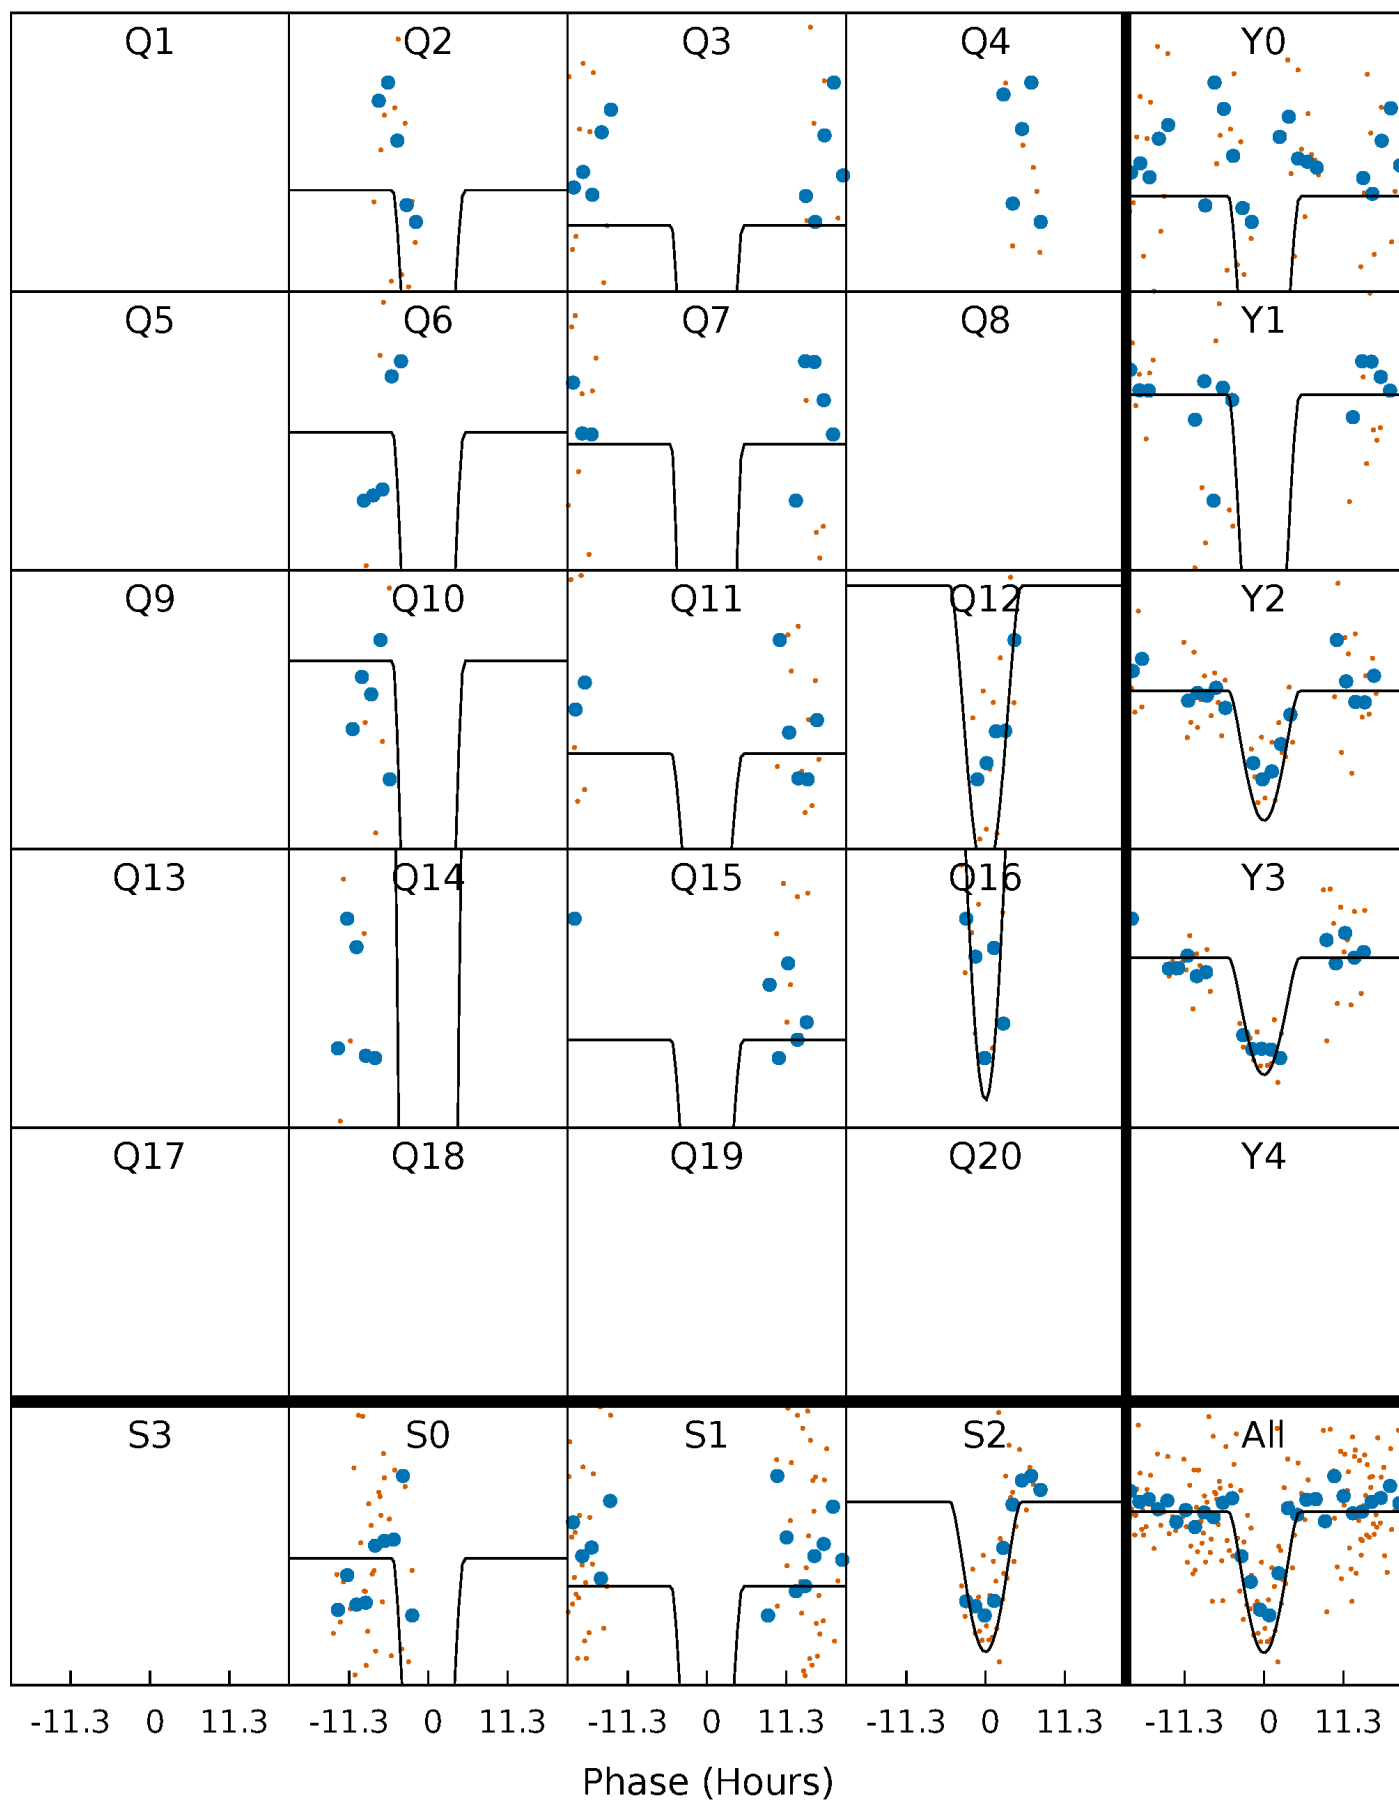 Q1 Q2 Q3 Q4 Y0
Q5 Q6 Q7 Q8 Y1
Q9 Q10 Q11 Q12 Y2
Q13 Q14 Q15 Q16 Y3
Q17 Q18 Q19 Q20 Y4
S3 S0 S1 S2 All
-11.3 0 11.3 -11.3 0 11.3 -11.3 0 11.3 -11.3 0 11.3 -11.3 0 11.3
Phase (Hours)